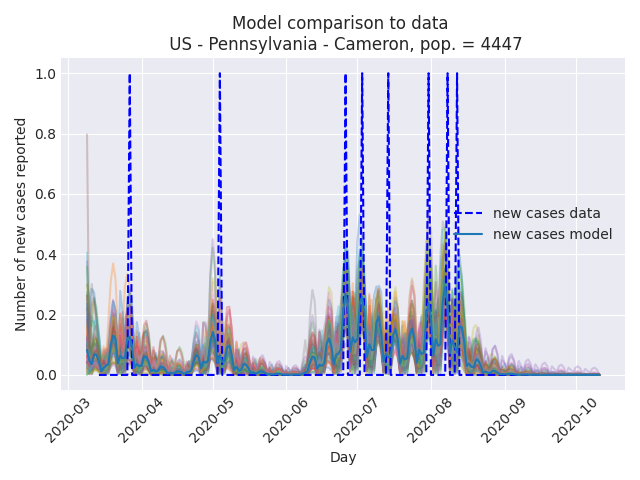 Model comparison to data
US - Pennsylvania - Cameron, pop. = 4447
Number of new cases reported
1.0
0.8
0.6
0.4
0.2
0.0
new cases data
new cases model
2020-03
2020-04
2020-05
2020-06
2020-07
2020-08
2020-09
2020-10
Day